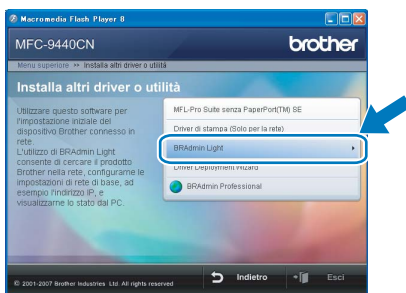 Macromedia Flash Player 8
MFC-9440CN
brother
Menu superiore ›› Installa altri driver o utilità
Installa altri driver o utilità
Utilizzare questo software per
l'impostazione iniziale del
dispositivo Brother connesso in
rete.
L'utilizzo di BRAdmin Light
consente di cercare il prodotto
Brother nella rete, configurarne le
impostazioni di rete di base, ad
esempio l'indirizzo IP, e
visualizzarne lo stato dal PC.
MFL-Pro Suite senza PaperPort(TM) SE
Driver di stampa (Solo per la rete)
BRAdmin Light
Driver Deployment Wizard
BRAdmin Professional
© 2001-2007 Brother Industries Ltd. All rights reserved
Indietro
Esci